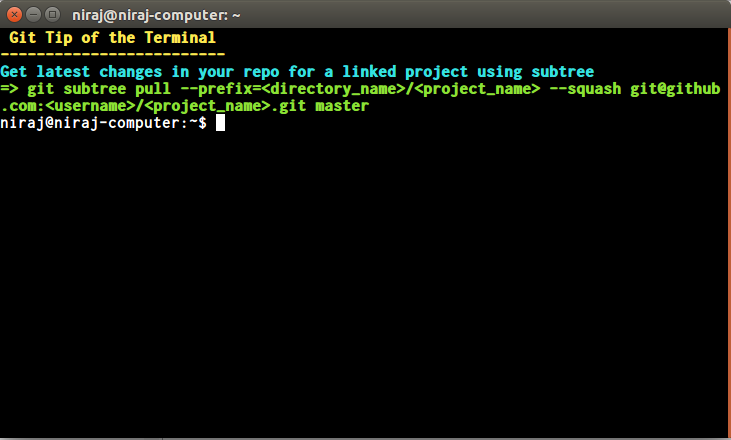 niraj@niraj-computer: ~
Git Tip of the Terminal
-------------------------
Get latest changes in your repo for a linked project using subtree
=> git subtree pull --prefix=<directory_name>/<project_name> --squash git@github
.com:<username>/<project_name>.git master
niraj@niraj-computer:~$